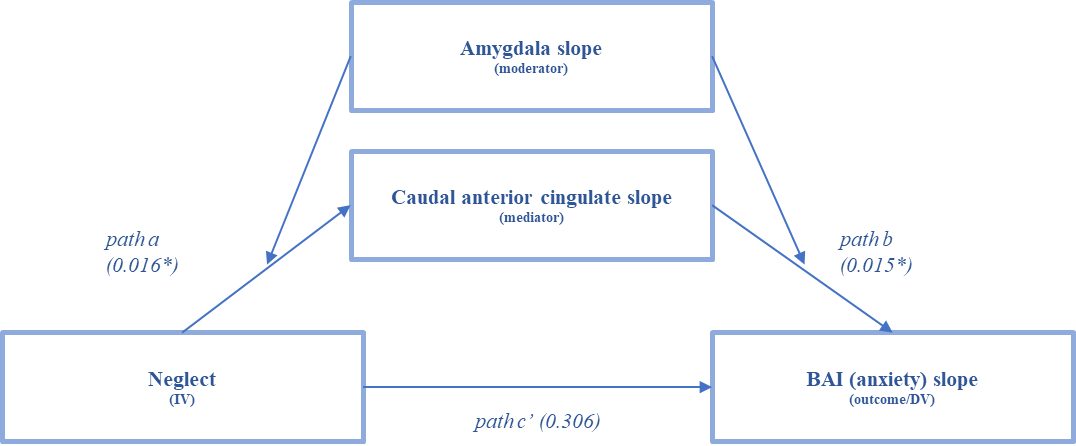 Amygdala slope
(moderator)
Caudal anterior cingulate slope
(mediator)
path a
(0.016*)
path b
(0.015*)
Neglect
(IV)
BAI (anxiety) slope
(outcome/DV)
path c’ (0.306)